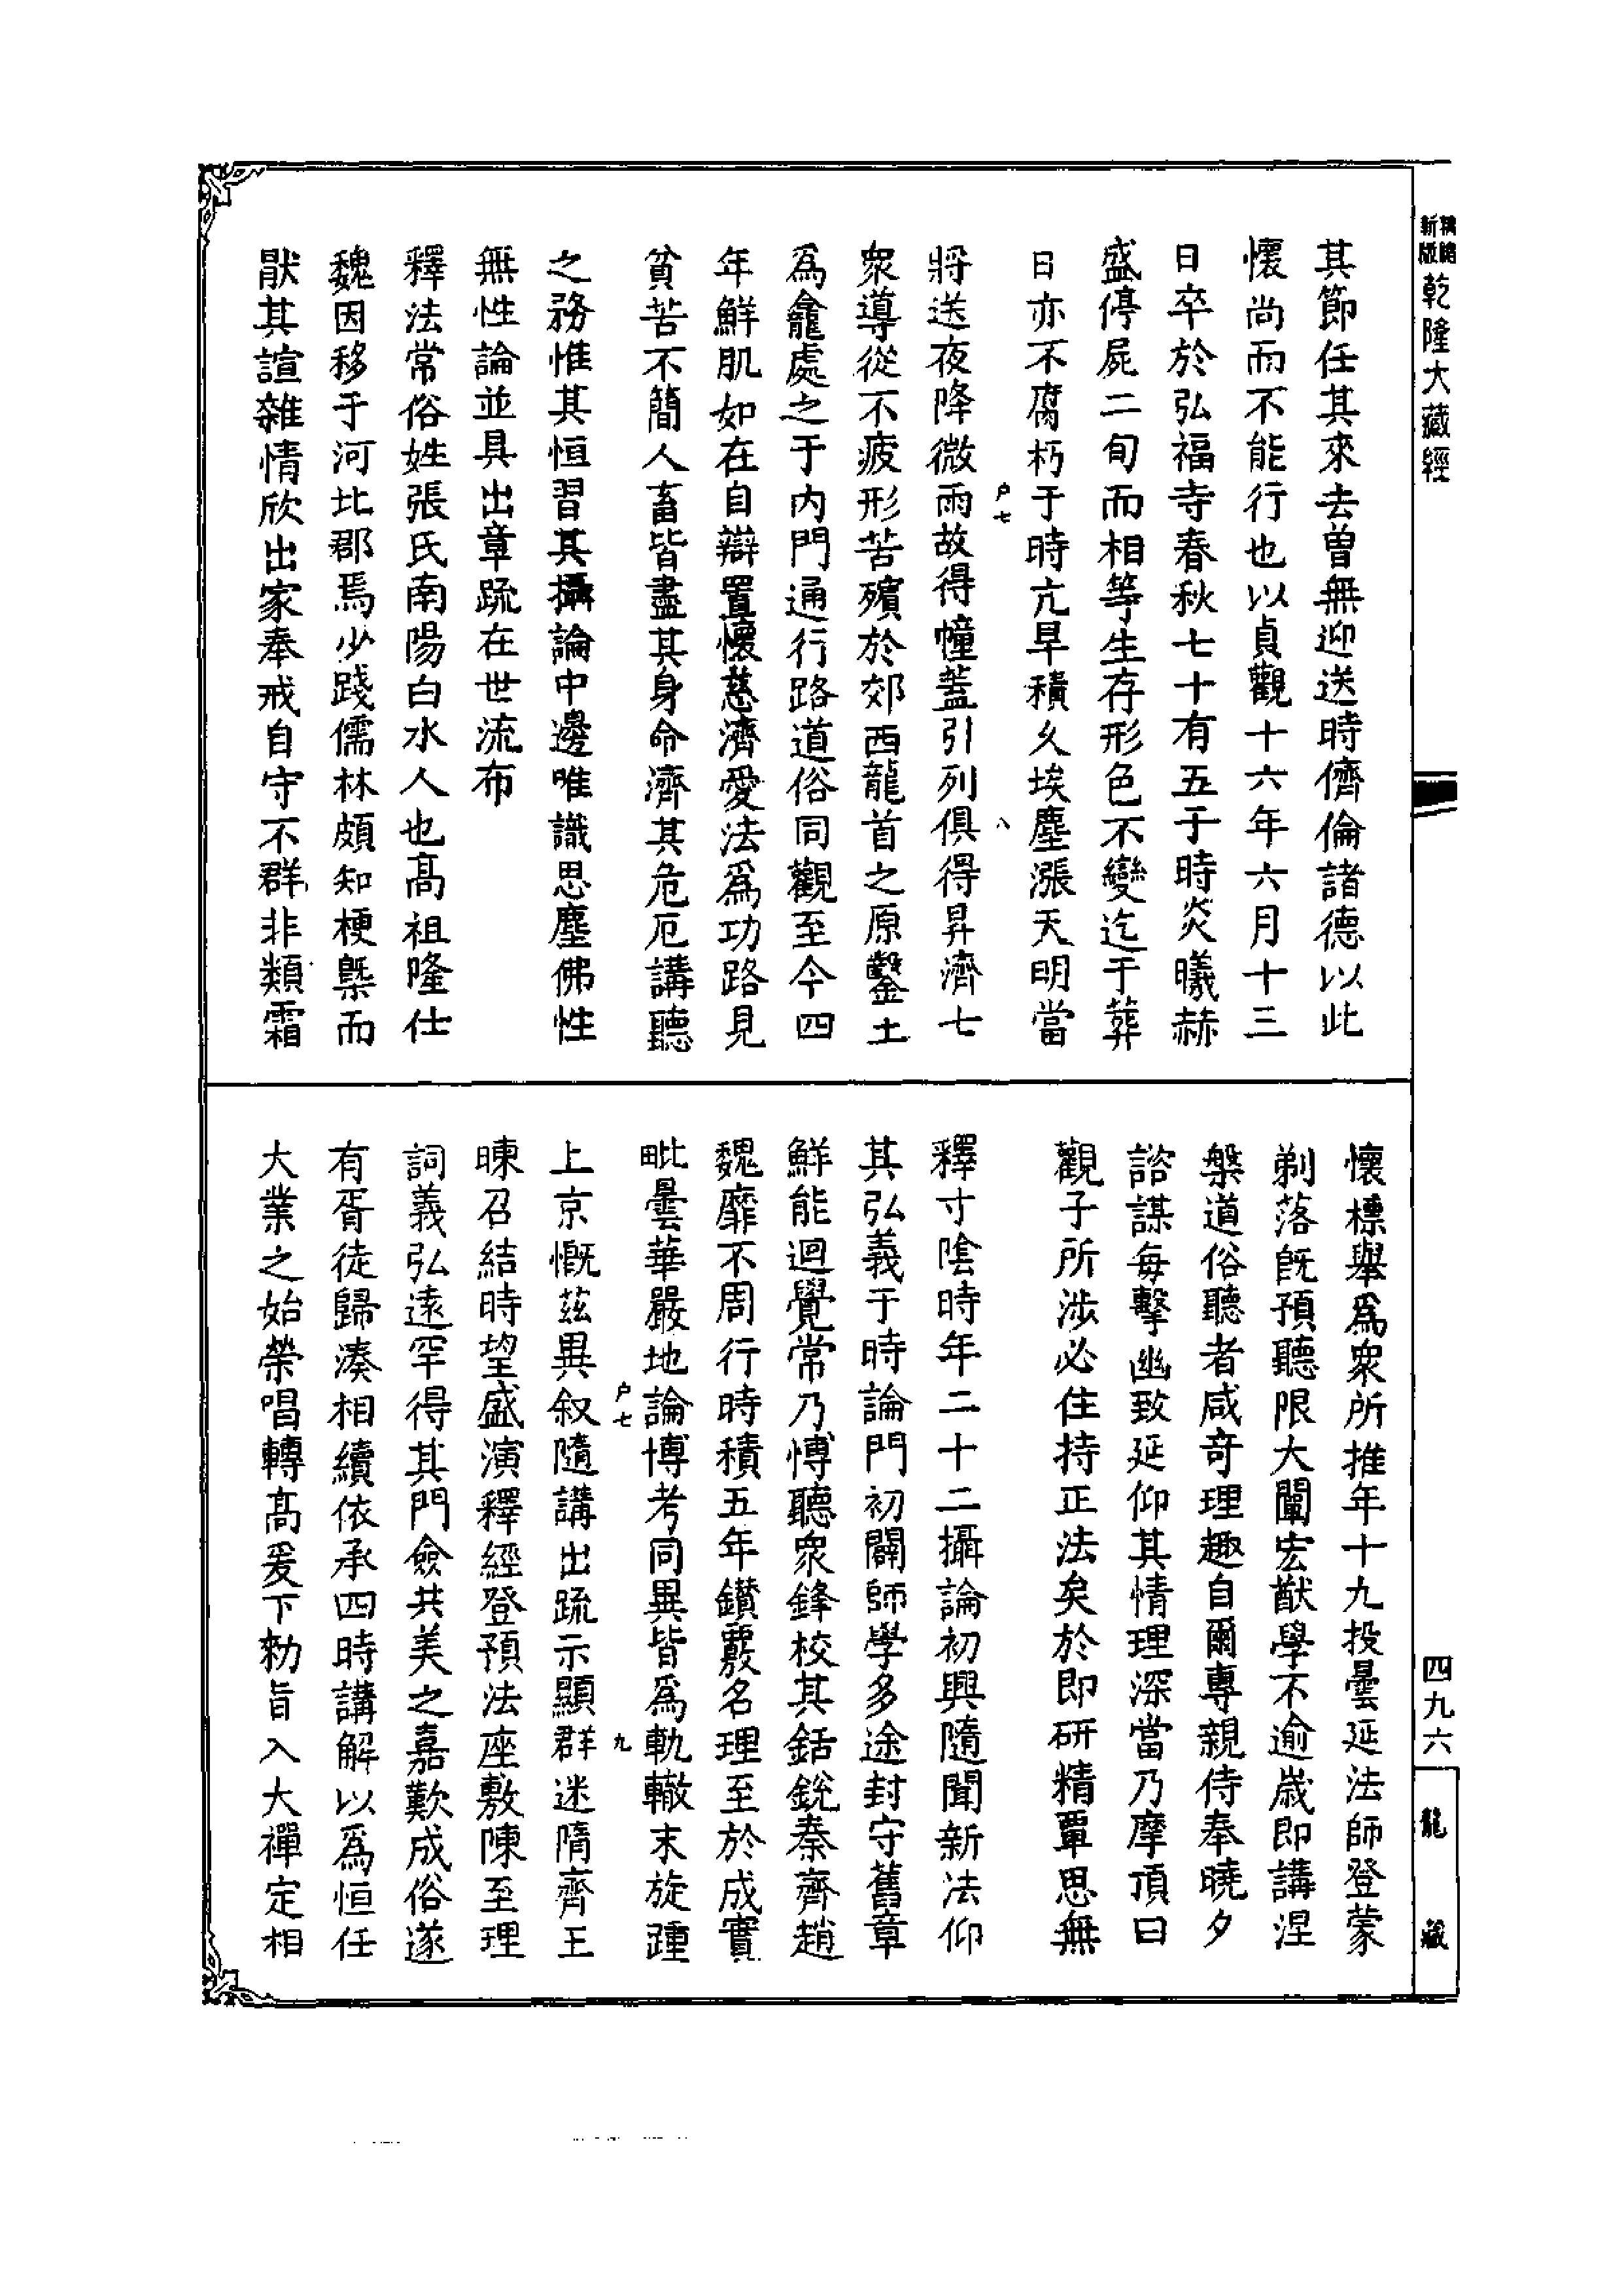 新版
精縮
乾隆大藏經
其節任其來去曾無迎送時儕倫諸德以此
懷尚而不能行也以貞觀十六年六月十三
日卒於弘福寺春秋七十有五于時炎曦赫
盛停屍二旬而相等生存形色不變迄于葬
日亦不腐朽于時亢旱積久埃塵漲天明當
户七
八
將送夜降微雨故得幢蓋引列俱得昇濟七
衆導從不疲形苦殯於郊西龍首之原鑿土
爲龕處之于内門通行路道俗同觀至今四
年鮮肌如在自辯置懷慈濟愛法爲功路見
貧苦不簡人畜皆盡其身命濟其危厄講聽
之務惟其恒習其攝論中邊唯識思塵佛性
無性論並具出章疏在世流布
釋法常俗姓張氏南陽白水人也髙祖隆仕
魏因移于河北郡焉少踐儒林頗知梗槩而
猒其諠雜情欣出家奉戒自守不群非類霜
懷標舉爲衆所推年十九投曇延法師登蒙
剃落旣預聽限大闡宏猷學不逾歲即講涅
槃道俗聽者咸奇理趣自爾專親侍奉曉夕
諮謀每擊幽致延仰其情理深當乃摩頂曰
觀子所涉必住持正法矣於即研精覃思無
釋寸隂時年二十二攝論初興隨聞新法仰
其弘義于時論門初闢師學多途封守舊章
鮮能迴覺常乃博聽衆鋒校其銛銳秦齊趙
魏靡不周行時積五年鑚覈名理至於成實
毗曇華嚴地論博考同異皆爲軌轍末旋踵
户七
九
上京慨茲異叙隨講出疏示顯群迷隋齊王
暕召結時望盛演釋經登預法座敷陳至理
詞義弘遠罕得其門僉共美之嘉歎成俗遂
有胥徒歸湊相續依承四時講解以爲恒任
大業之始榮唱轉髙爰下勑旨入大禪定相
四九六
龍藏